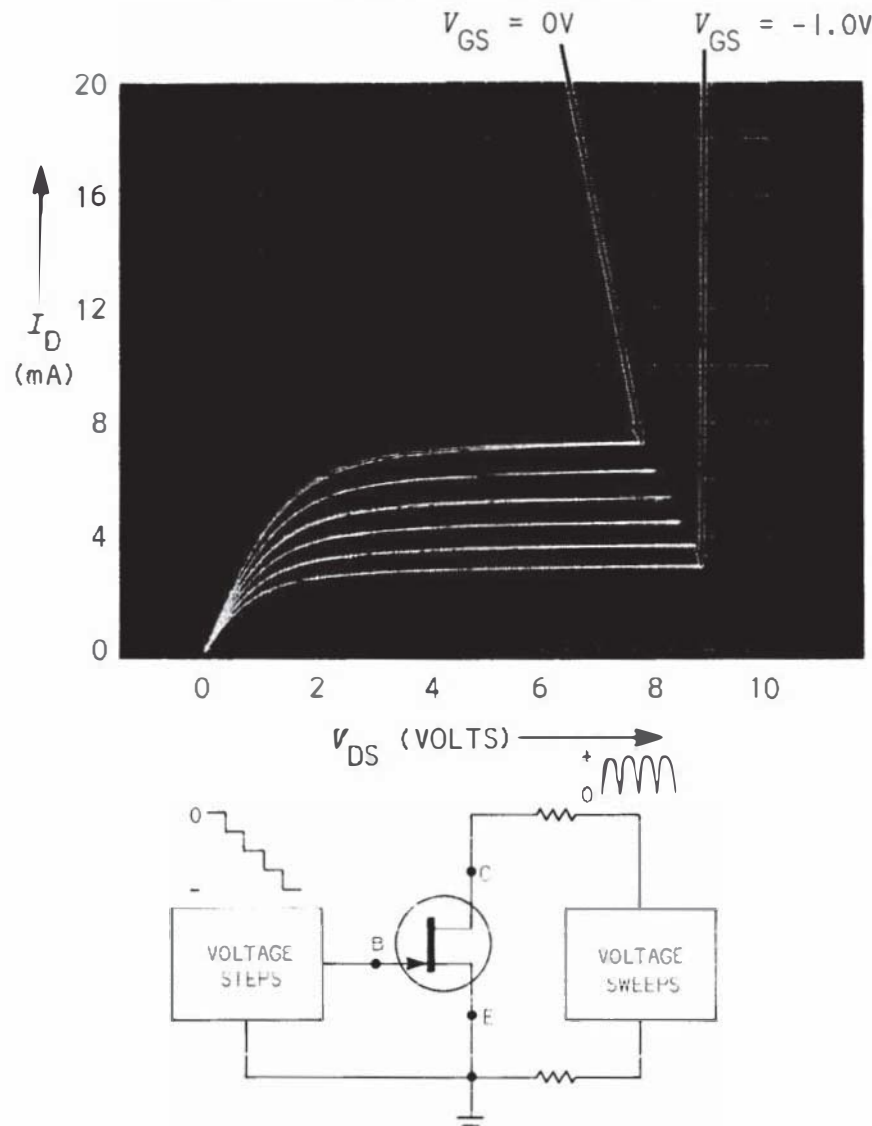 V_GS = 0V
V_GS = -1.0V
20
16
12
8
4
0
I_D
(mA)
0 2 4 6 8 10
V_DS (VOLTS)
+
0
0
-
C
B
E
VOLTAGE
STEPS
VOLTAGE
SWEEPS